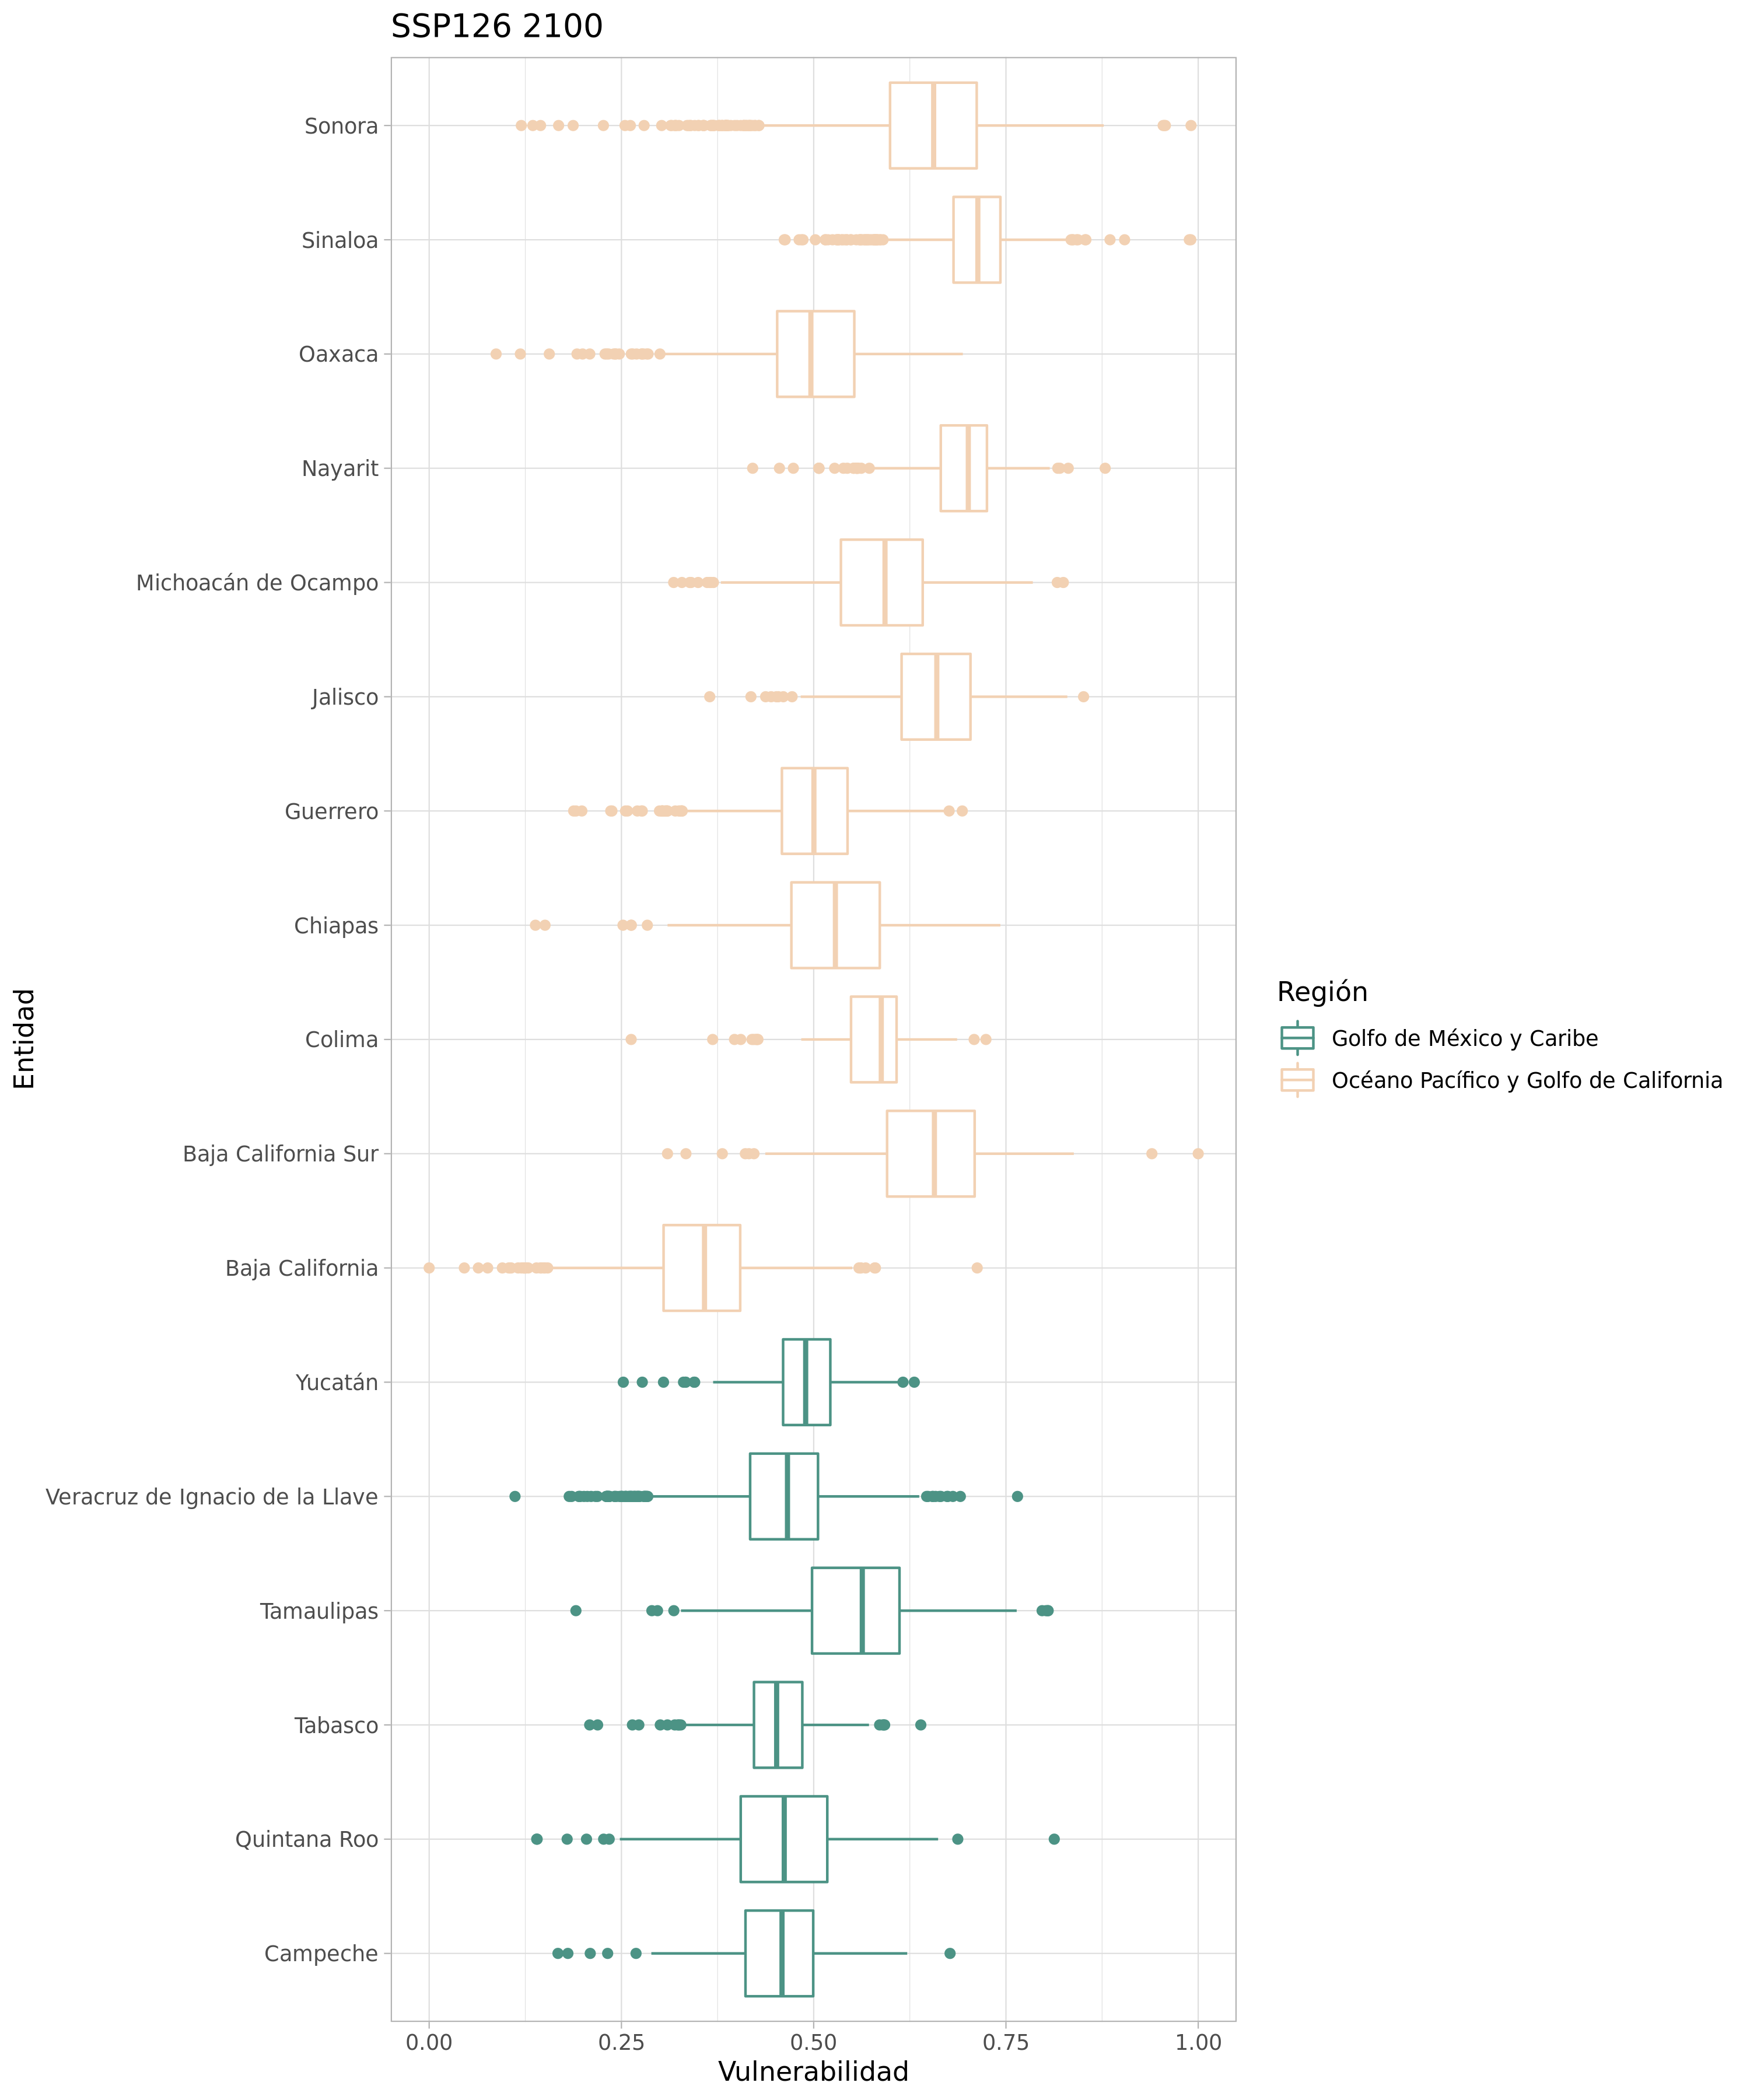 SSP126 2100
Sonora
Sinaloa
Oaxaca
Nayarit
Michoacán de Ocampo
Jalisco
Guerrero
Chiapas
Colima
Baja California Sur
Baja California
Yucatán
Veracruz de Ignacio de la Llave
Tamaulipas
Tabasco
Quintana Roo
Campeche
Entidad
0.00 0.25 0.50 0.75 1.00
Vulnerabilidad
Región
Golfo de México y Caribe
Océano Pacífico y Golfo de California